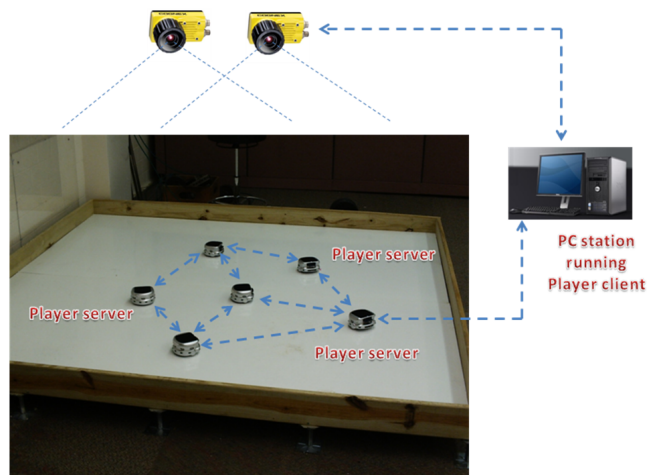 Player server
Player server
Player server
PC station
running
Player client